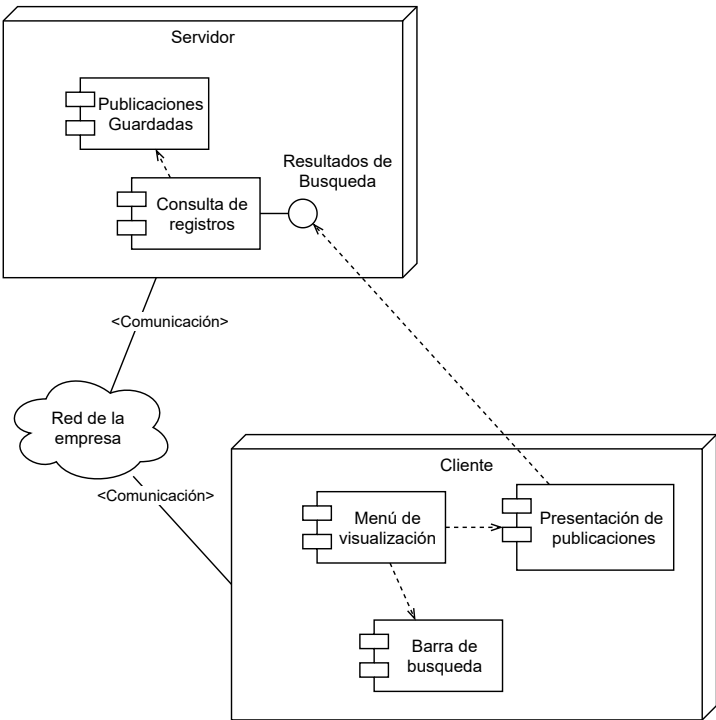 Servidor
Publicaciones
Guardadas
Resultados de
Busqueda
Consulta de
registros
<Comunicación>
Red de la
empresa
<Comunicación>
Cliente
Menú de
visualización
Presentación de
publicaciones
Barra de
busqueda